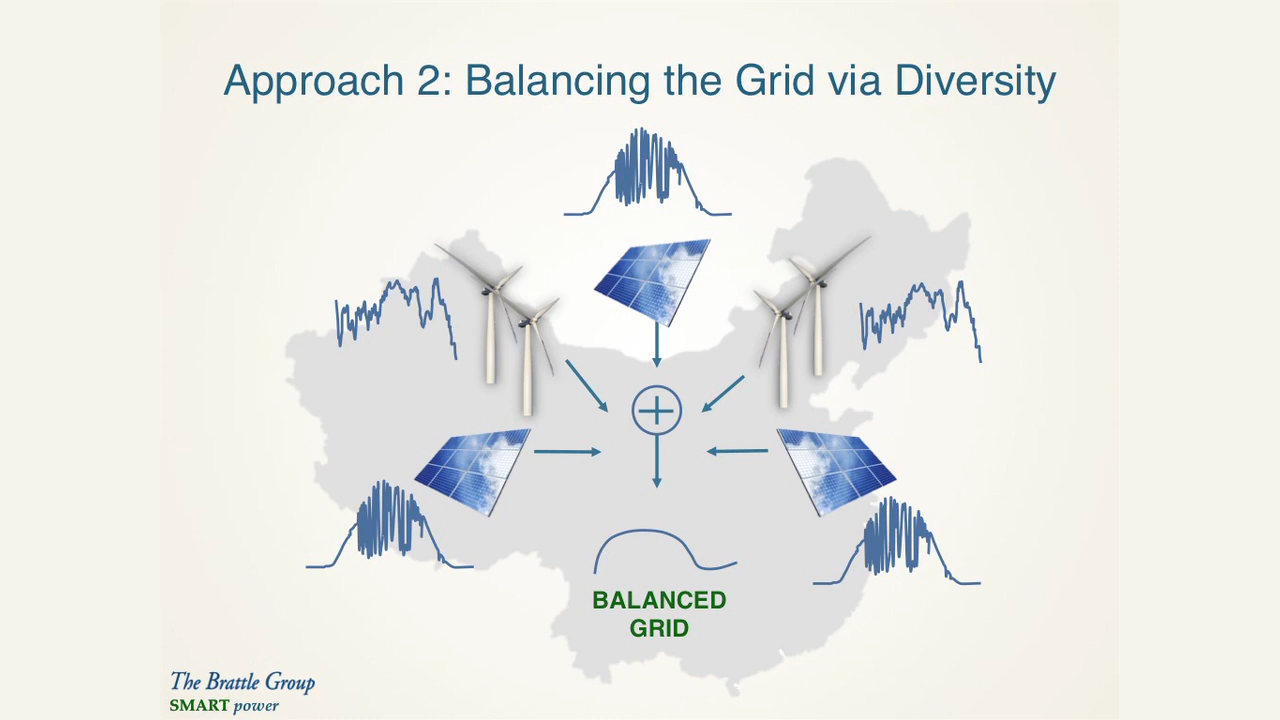 Approach 2: Balancing the Grid via Diversity
BALANCED
GRID
The Brattle Group
SMART power